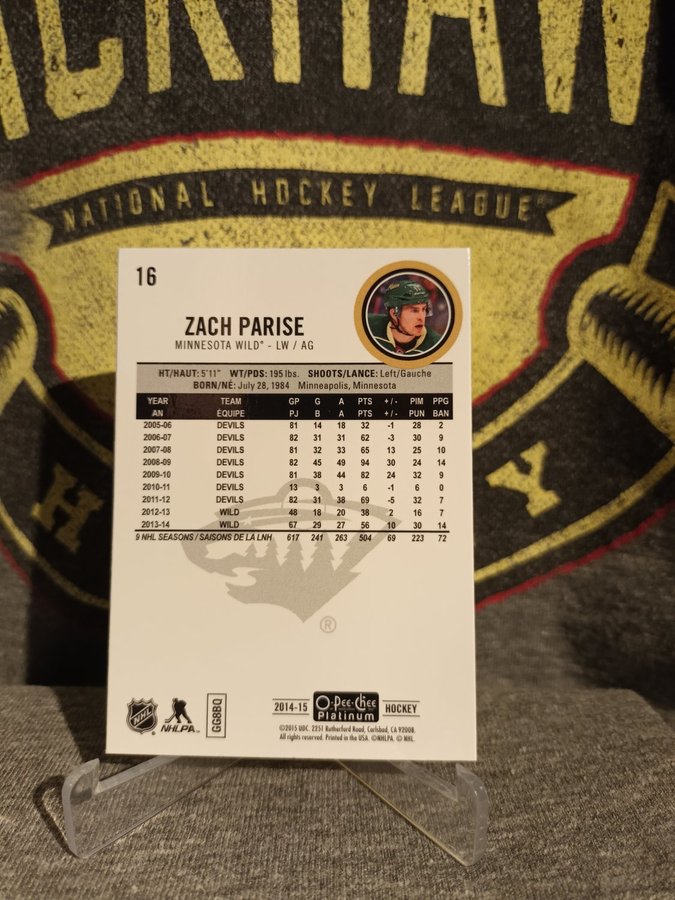 ACKHAW
NATIONAL HOCKEY LEAGUE
H Y
16
ZACH PARISE
MINNESOTA WILD® - LW / AG
HT/HAUT: 5'11" WT/PDS: 195 lbs. SHOOTS/LANCE: Left/Gauche
BORN/NÉ: July 28, 1984 Minneapolis, Minnesota
YEAR TEAM GP G A PTS +/- PIM PPG
AN ÉQUIPE PJ B A PTS +/- PUN BAN
2005-06 DEVILS 81 14 18 32 -1 28 2
2006-07 DEVILS 82 31 31 62 -3 30 9
2007-08 DEVILS 81 32 33 65 13 25 10
2008-09 DEVILS 82 45 49 94 30 24 14
2009-10 DEVILS 81 38 44 82 24 32 9
2010-11 DEVILS 13 3 3 6 -1 6 0
2011-12 DEVILS 82 31 38 69 -5 32 7
2012-13 WILD 48 18 20 38 2 16 7
2013-14 WILD 67 29 27 56 10 30 14
9 NHL SEASONS / SAISONS DE LA LNH 617 241 263 504 69 223 72
®
NHL
NHLPA
GG8BQ
2014-15 O-Pee-Chee Platinum HOCKEY
©2015 UDC. 2251 Rutherford Road, Carlsbad, CA 92008.
All rights reserved. Printed in the USA. ©NHLPA. © NHL.